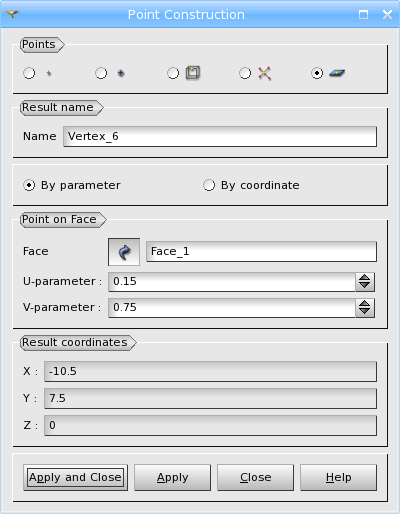 Point Construction
Points
Result name
Name Vertex_6
By parameter By coordinate
Point on Face
Face Face_1
U-parameter : 0.15
V-parameter : 0.75
Result coordinates
X : -10.5
Y : 7.5
Z : 0
Apply and Close Apply Close Help